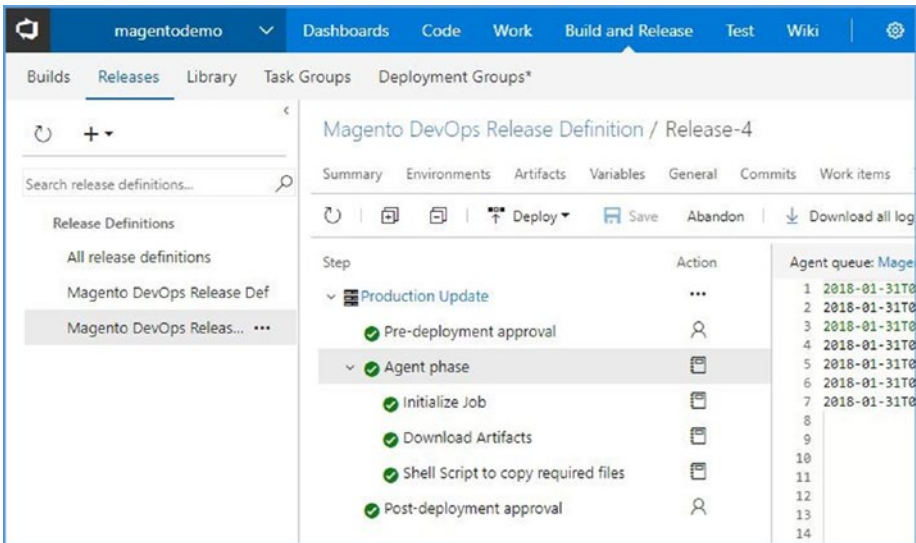 magentodemo Dashboards Code Work Build and Release Test Wiki
Builds Releases Library Task Groups Deployment Groups*
Magento DevOps Release Definition / Release-4
Search release definitions...
Summary Environments Artifacts Variables General Commits Work items
Deploy Save Abandon Download all log
Release Definitions
All release definitions
Magento DevOps Release Def
Magento DevOps Releas... •••
Step Action
Production Update •••
Pre-deployment approval
Agent phase
Initialize Job
Download Artifacts
Shell Script to copy required files
Post-deployment approval
Agent queue: Mage
1 2018-01-31T0
2 2018-01-31T0
3 2018-01-31T0
4 2018-01-31T0
5 2018-01-31T0
6 2018-01-31T0
7 2018-01-31T0
8
9
10
11
12
13
14